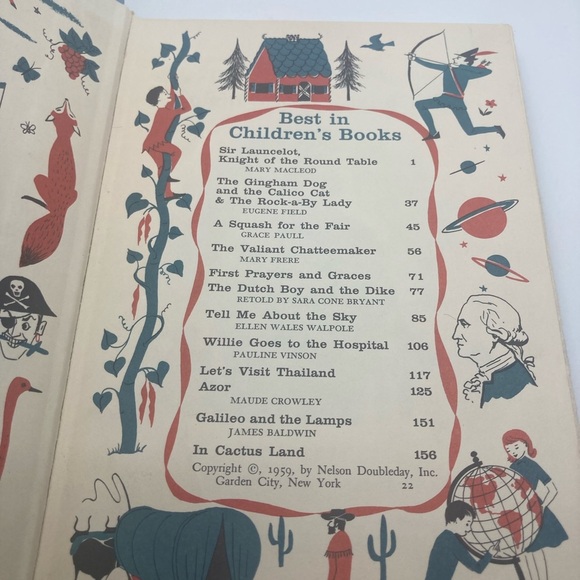 Best in
Children's Books
Sir Launcelot,
Knight of the Round Table 1
MARY MACLEOD
The Gingham Dog
and the Calico Cat
& The Rock-a-By Lady 37
EUGENE FIELD
A Squash for the Fair 45
GRACE PAULL
The Valiant Chatteemaker 56
MARY FRERE
First Prayers and Graces 71
The Dutch Boy and the Dike 77
RETOLD BY SARA CONE BRYANT
Tell Me About the Sky 85
ELLEN WALES WALPOLE
Willie Goes to the Hospital 106
PAULINE VINSON
Let's Visit Thailand 117
Azor 125
MAUDE CROWLEY
Galileo and the Lamps 151
JAMES BALDWIN
In Cactus Land 156
Copyright ©, 1959, by Nelson Doubleday, Inc.
Garden City, New York 22